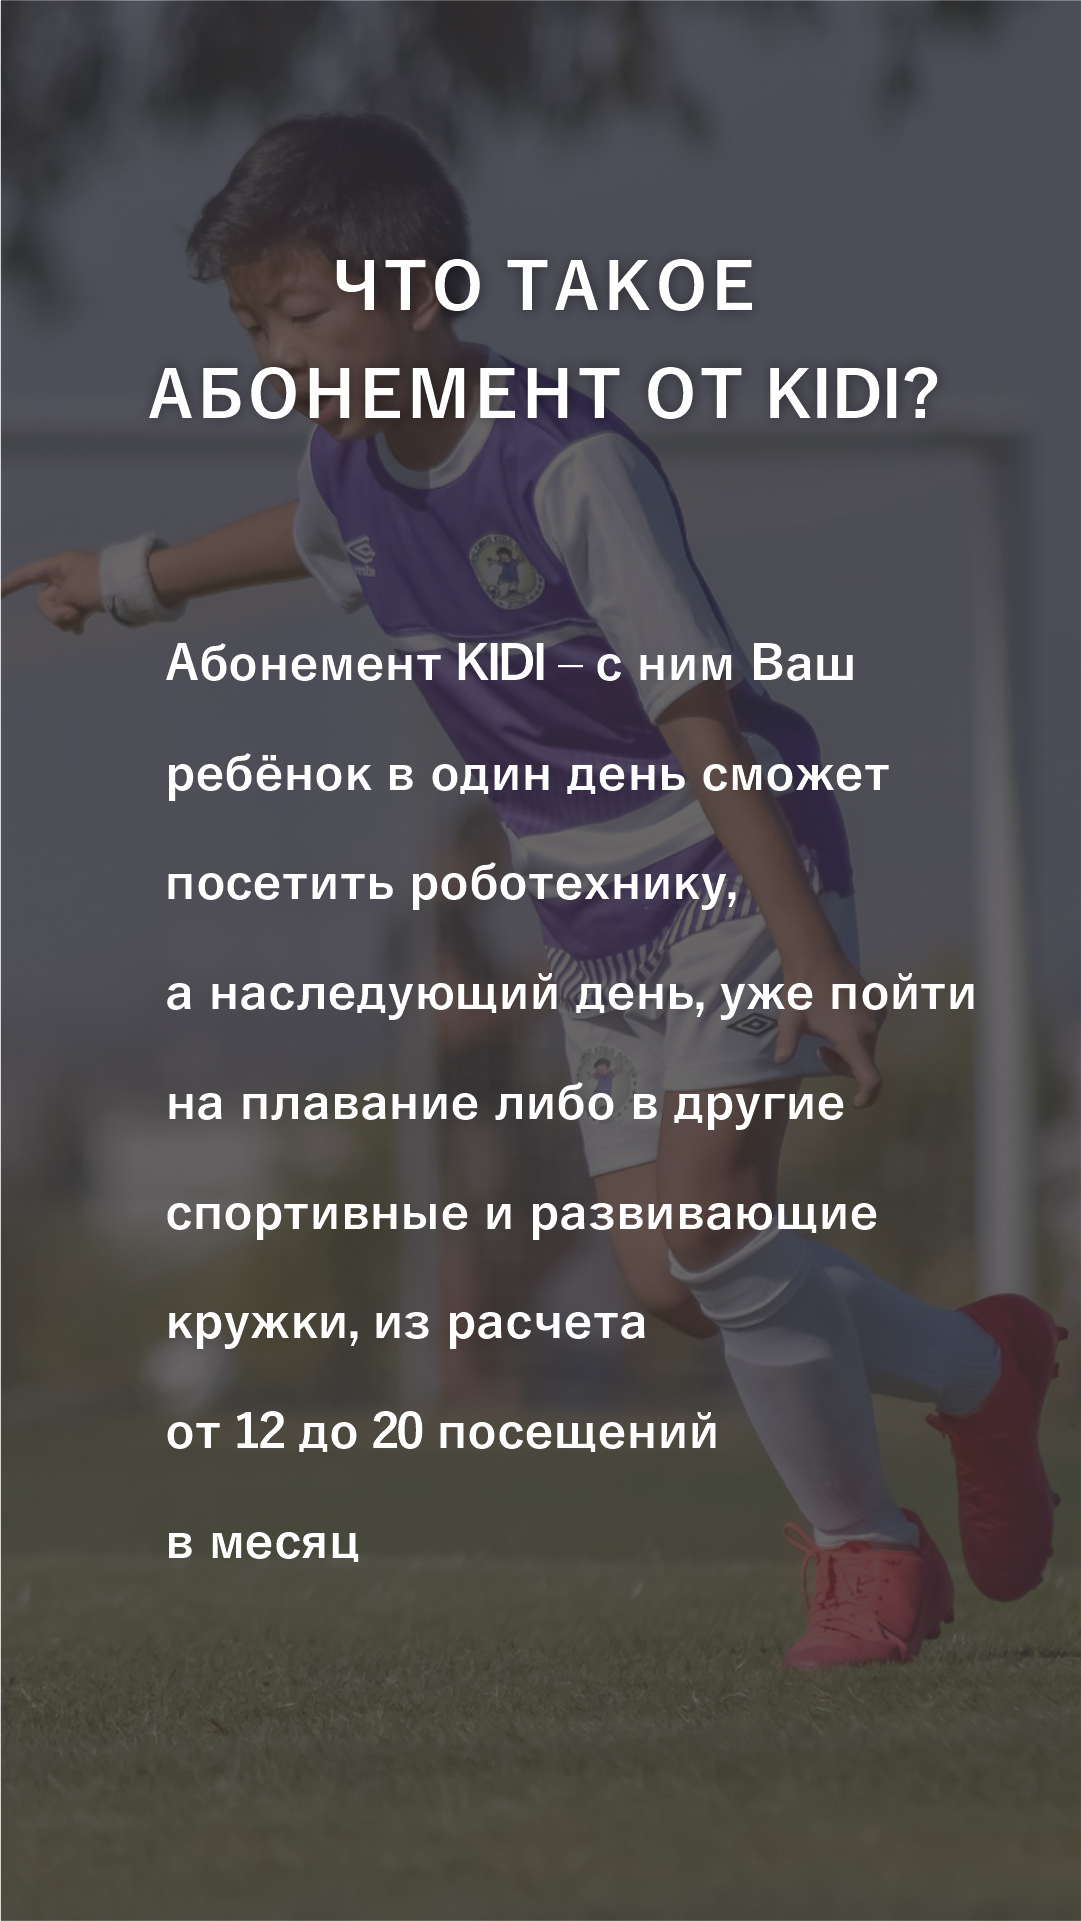 ЧТО ТАКОЕ
АБОНЕМЕНТ ОТ KIDI?
Абонемент KIDI – с ним Ваш
ребёнок в один день сможет
посетить роботехнику,
а наследующий день, уже пойти
на плавание либо в другие
спортивные и развивающие
кружки, из расчета
от 12 до 20 посещений
в месяц